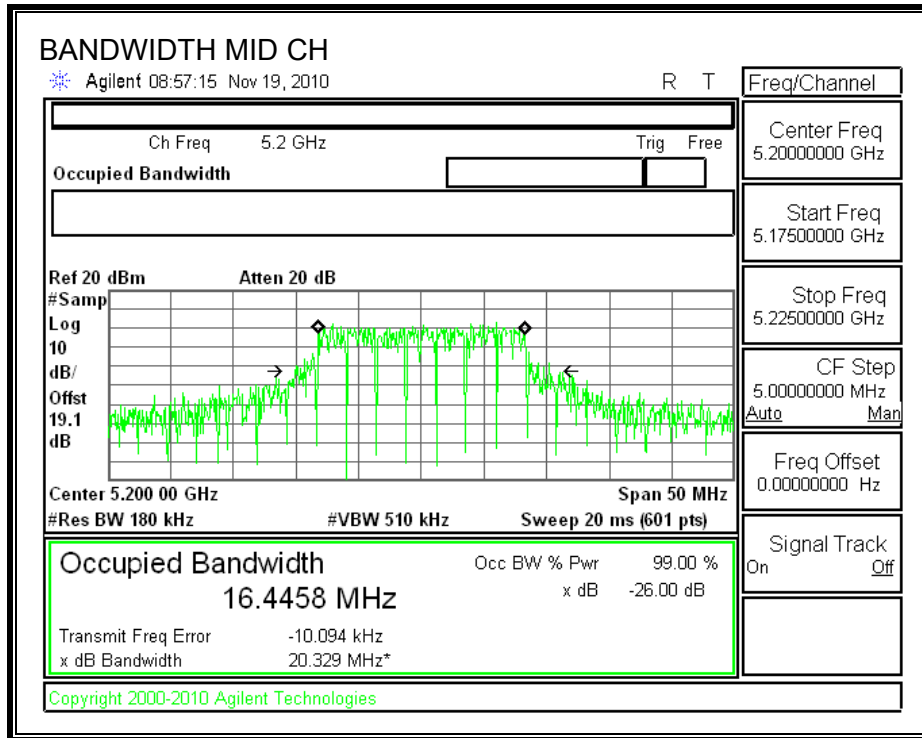 BANDWIDTH MID CH
Agilent 08:57:15 Nov 19, 2010 R T
Freq/Channel
Ch Freq 5.2 GHz Trig Free
Occupied Bandwidth
Center Freq
5.20000000 GHz
Start Freq
5.17500000 GHz
Stop Freq
5.22500000 GHz
CF Step
5.00000000 MHz
Auto Man
Freq Offset
0.00000000 Hz
Signal Track
On Off
Ref 20 dBm Atten 20 dB
#Samp
Log
10
dB/
Offst
19.1
dB
Center 5.200 00 GHz Span 50 MHz
#Res BW 180 kHz #VBW 510 kHz Sweep 20 ms (601 pts)
Occupied Bandwidth Occ BW % Pwr 99.00 %
16.4458 MHz x dB -26.00 dB
Transmit Freq Error -10.094 kHz
x dB Bandwidth 20.329 MHz*
Copyright 2000-2010 Agilent Technologies